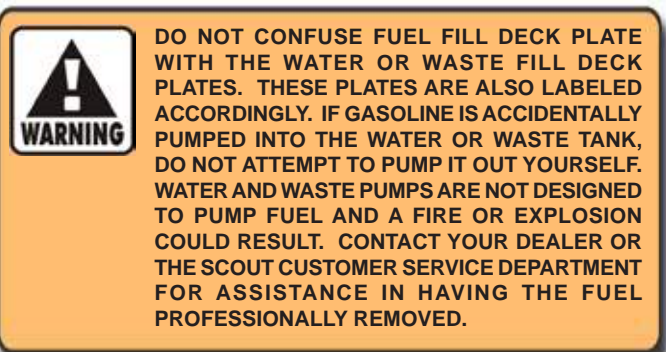 DO NOT CONFUSE FUEL FILL DECK PLATE
WITH THE WATER OR WASTE FILL DECK
PLATES. THESE PLATES ARE ALSO LABELED
ACCORDINGLY. IF GASOLINE IS ACCIDENTALLY
PUMPED INTO THE WATER OR WASTE TANK,
DO NOT ATTEMPT TO PUMP IT OUT YOURSELF.
WATER AND WASTE PUMPS ARE NOT DESIGNED
TO PUMP FUEL AND A FIRE OR EXPLOSION
COULD RESULT. CONTACT YOUR DEALER OR
THE SCOUT CUSTOMER SERVICE DEPARTMENT
FOR ASSISTANCE IN HAVING THE FUEL
PROFESSIONALLY REMOVED.
!
WARNING